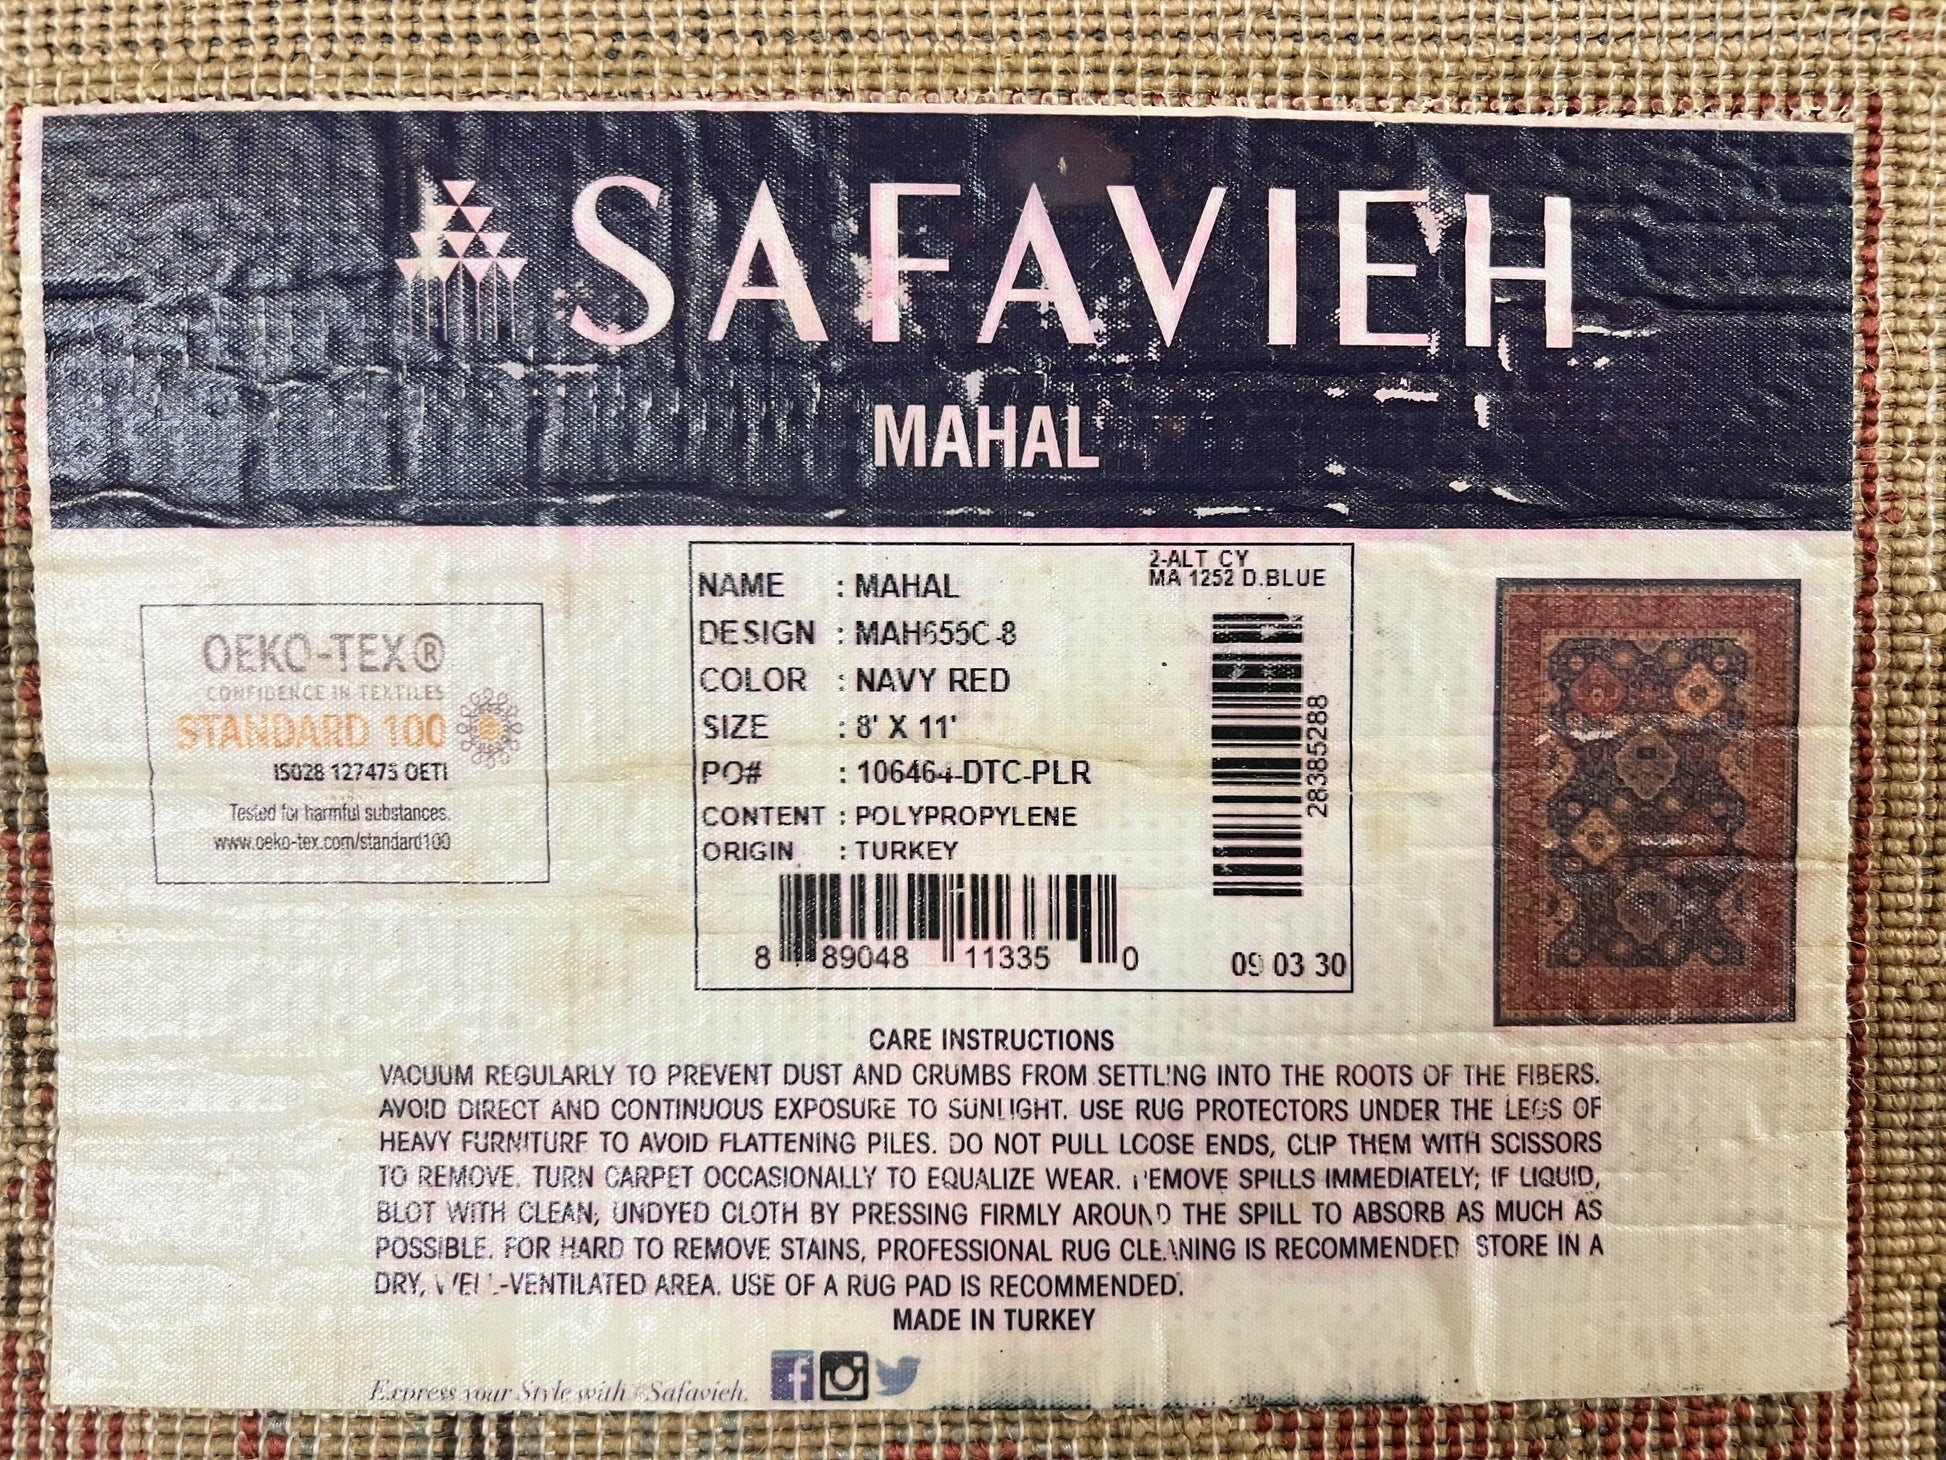 SAFAVIEH
MAHAL
OEKO-TEX®
CONFIDENCE IN TEXTILES
STANDARD 100
IS028 127475 OETI
Tested for harmful substances.
www.oeko-tex.com/standard100
2-ALT CY
MA 1252 D.BLUE
NAME : MAHAL
DESIGN : MAH655C-8
COLOR : NAVY RED
SIZE : 8' X 11'
PO# : 106464-DTC-PLR
CONTENT : POLYPROPYLENE
ORIGIN : TURKEY
28385288
8 89048 11335 0
09 03 30
CARE INSTRUCTIONS
VACUUM REGULARLY TO PREVENT DUST AND CRUMBS FROM SETTLING INTO THE ROOTS OF THE FIBERS.
AVOID DIRECT AND CONTINUOUS EXPOSURE TO SUNLIGHT. USE RUG PROTECTORS UNDER THE LEGS OF
HEAVY FURNITURE TO AVOID FLATTENING PILES. DO NOT PULL LOOSE ENDS, CLIP THEM WITH SCISSORS
TO REMOVE. TURN CARPET OCCASIONALLY TO EQUALIZE WEAR. REMOVE SPILLS IMMEDIATELY; IF LIQUID,
BLOT WITH CLEAN, UNDYED CLOTH BY PRESSING FIRMLY AROUND THE SPILL TO ABSORB AS MUCH AS
POSSIBLE. FOR HARD TO REMOVE STAINS, PROFESSIONAL RUG CLEANING IS RECOMMENDED STORE IN A
DRY, WELL-VENTILATED AREA. USE OF A RUG PAD IS RECOMMENDED.
MADE IN TURKEY
Express your Style with #Safavieh.